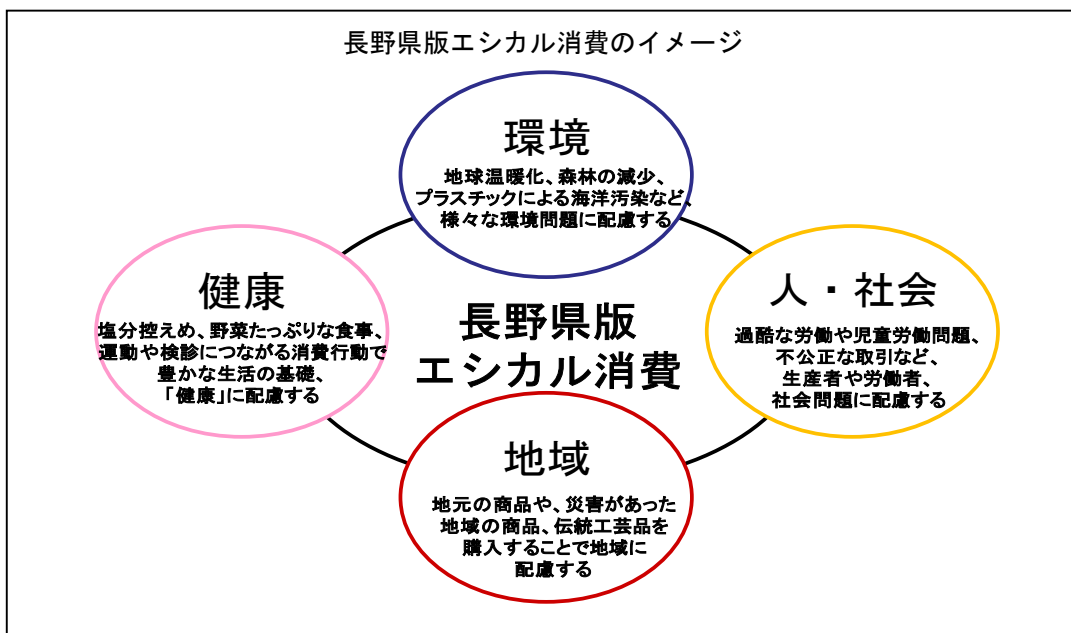 長野県版エシカル消費のイメージ
環境
地球温暖化、森林の減少、
プラスチックによる海洋汚染など、
様々な環境問題に配慮する
健康
塩分控えめ、野菜たっぷりな食事、
運動や検診につながる消費行動で
豊かな生活の基礎、
「健康」に配慮する
長野県版
エシカル消費
人・社会
過酷な労働や児童労働問題、
不公正な取引など、
生産者や労働者、
社会問題に配慮する
地域
地元の商品や、災害があった
地域の商品、伝統工芸品を
購入することで地域に
配慮する